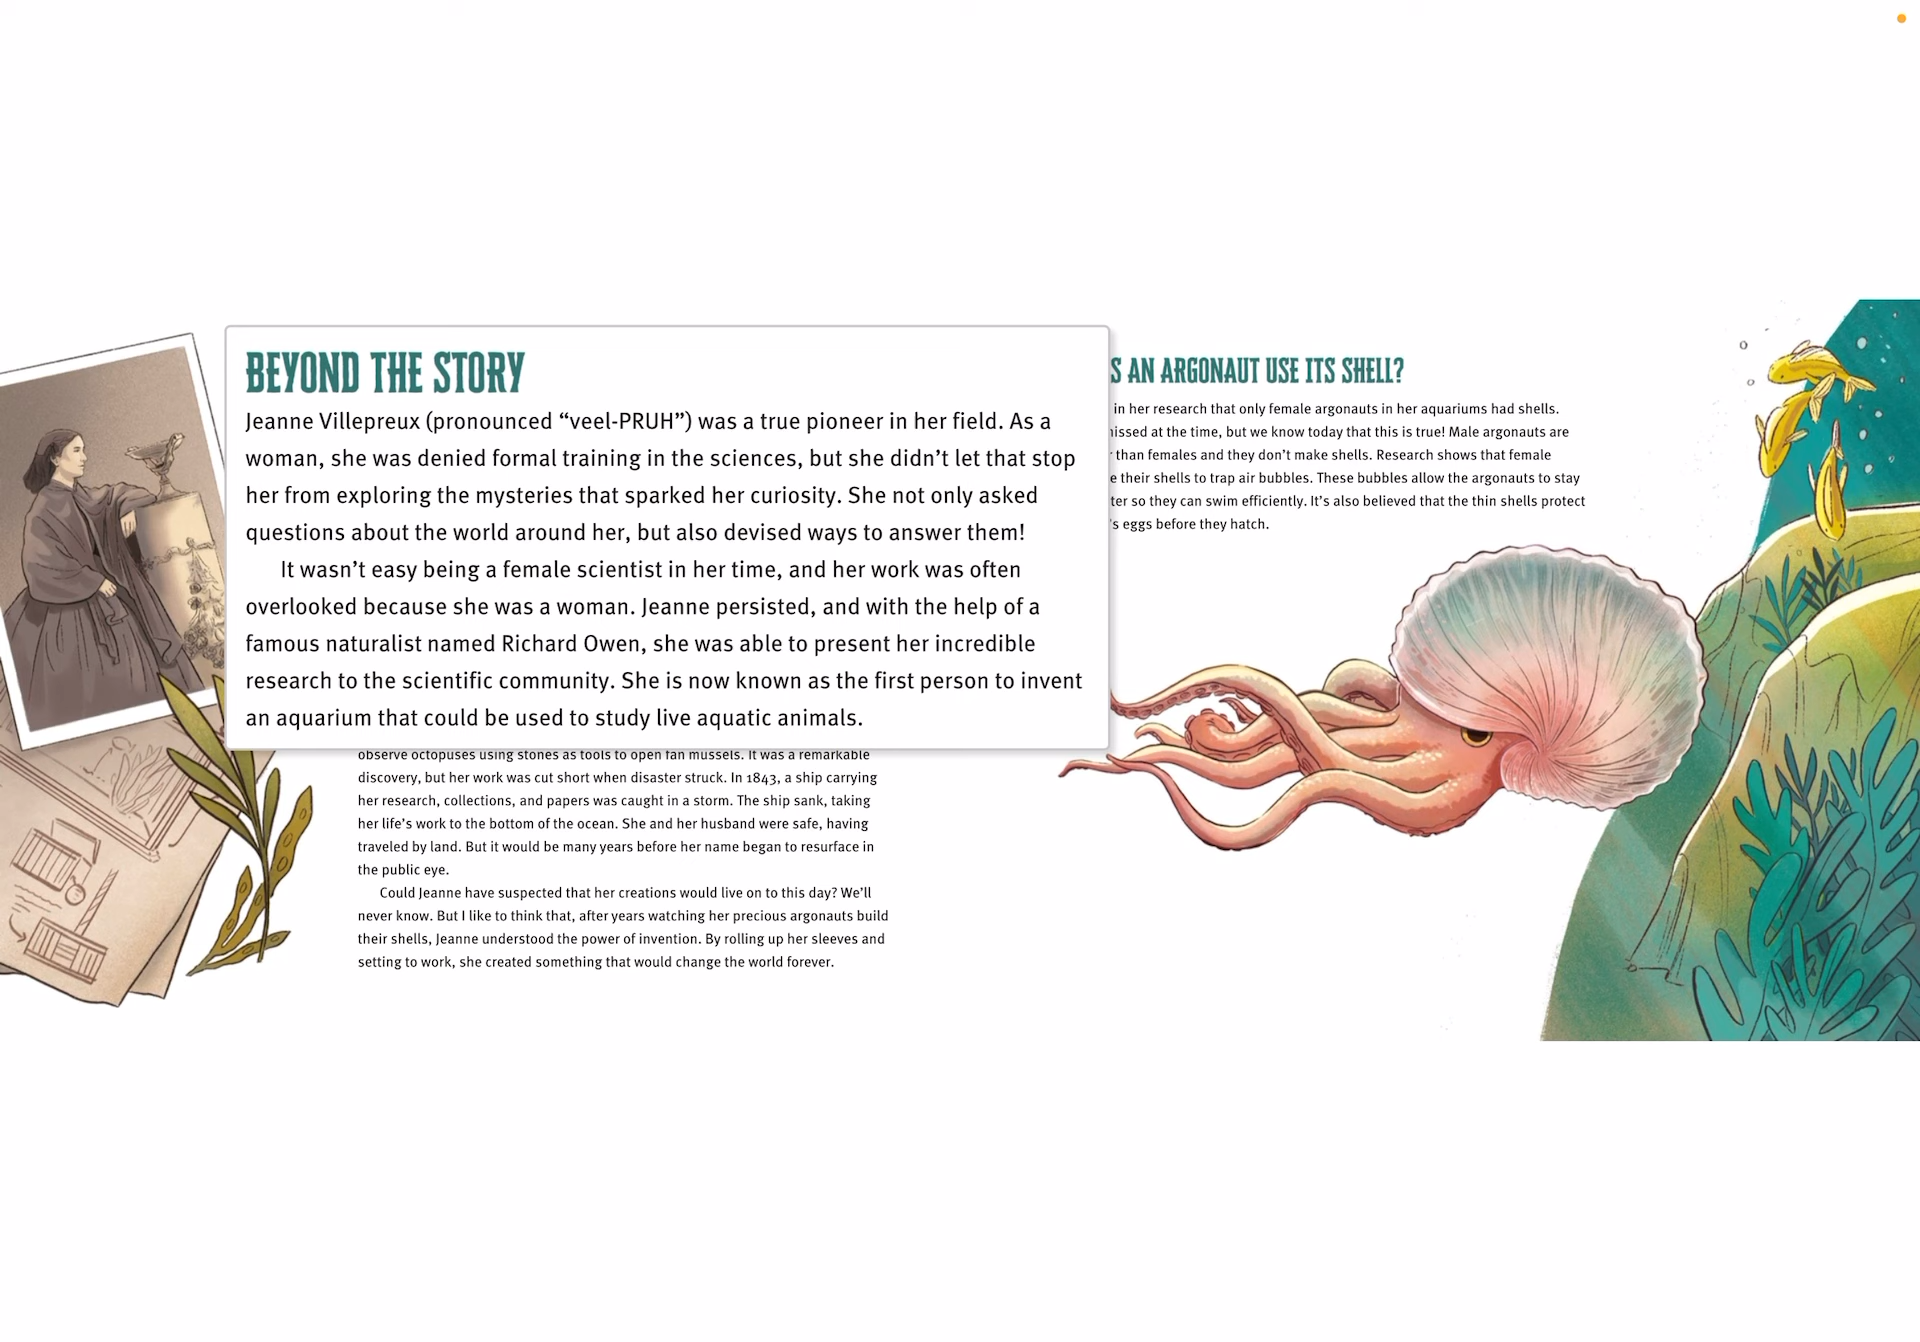 BEYOND THE STORY
Jeanne Villepreux (pronounced “veel-PRUH”) was a true pioneer in her field. As a
woman, she was denied formal training in the sciences, but she didn’t let that stop
her from exploring the mysteries that sparked her curiosity. She not only asked
questions about the world around her, but also devised ways to answer them!
It wasn’t easy being a female scientist in her time, and her work was often
overlooked because she was a woman. Jeanne persisted, and with the help of a
famous naturalist named Richard Owen, she was able to present her incredible
research to the scientific community. She is now known as the first person to invent
an aquarium that could be used to study live aquatic animals.
observe octopuses using stones as tools to open fan mussels. It was a remarkable
discovery, but her work was cut short when disaster struck. In 1843, a ship carrying
her research, collections, and papers was caught in a storm. The ship sank, taking
her life’s work to the bottom of the ocean. She and her husband were safe, having
traveled by land. But it would be many years before her name began to resurface in
the public eye.
Could Jeanne have suspected that her creations would live on to this day? We’ll
never know. But I like to think that, after years watching her precious argonauts build
their shells, Jeanne understood the power of invention. By rolling up her sleeves and
setting to work, she created something that would change the world forever.
S AN ARGONAUT USE ITS SHELL?
in her research that only female argonauts in her aquariums had shells.
at the time, but we know today that this is true! Male argonauts are
than females and they don’t make shells. Research shows that female
their shells to trap air bubbles. These bubbles allow the argonauts to stay
so they can swim efficiently. It’s also believed that the thin shells protect
’s eggs before they hatch.